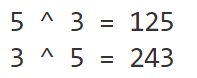 5 ^ 3 = 125
3 ^ 5 = 243